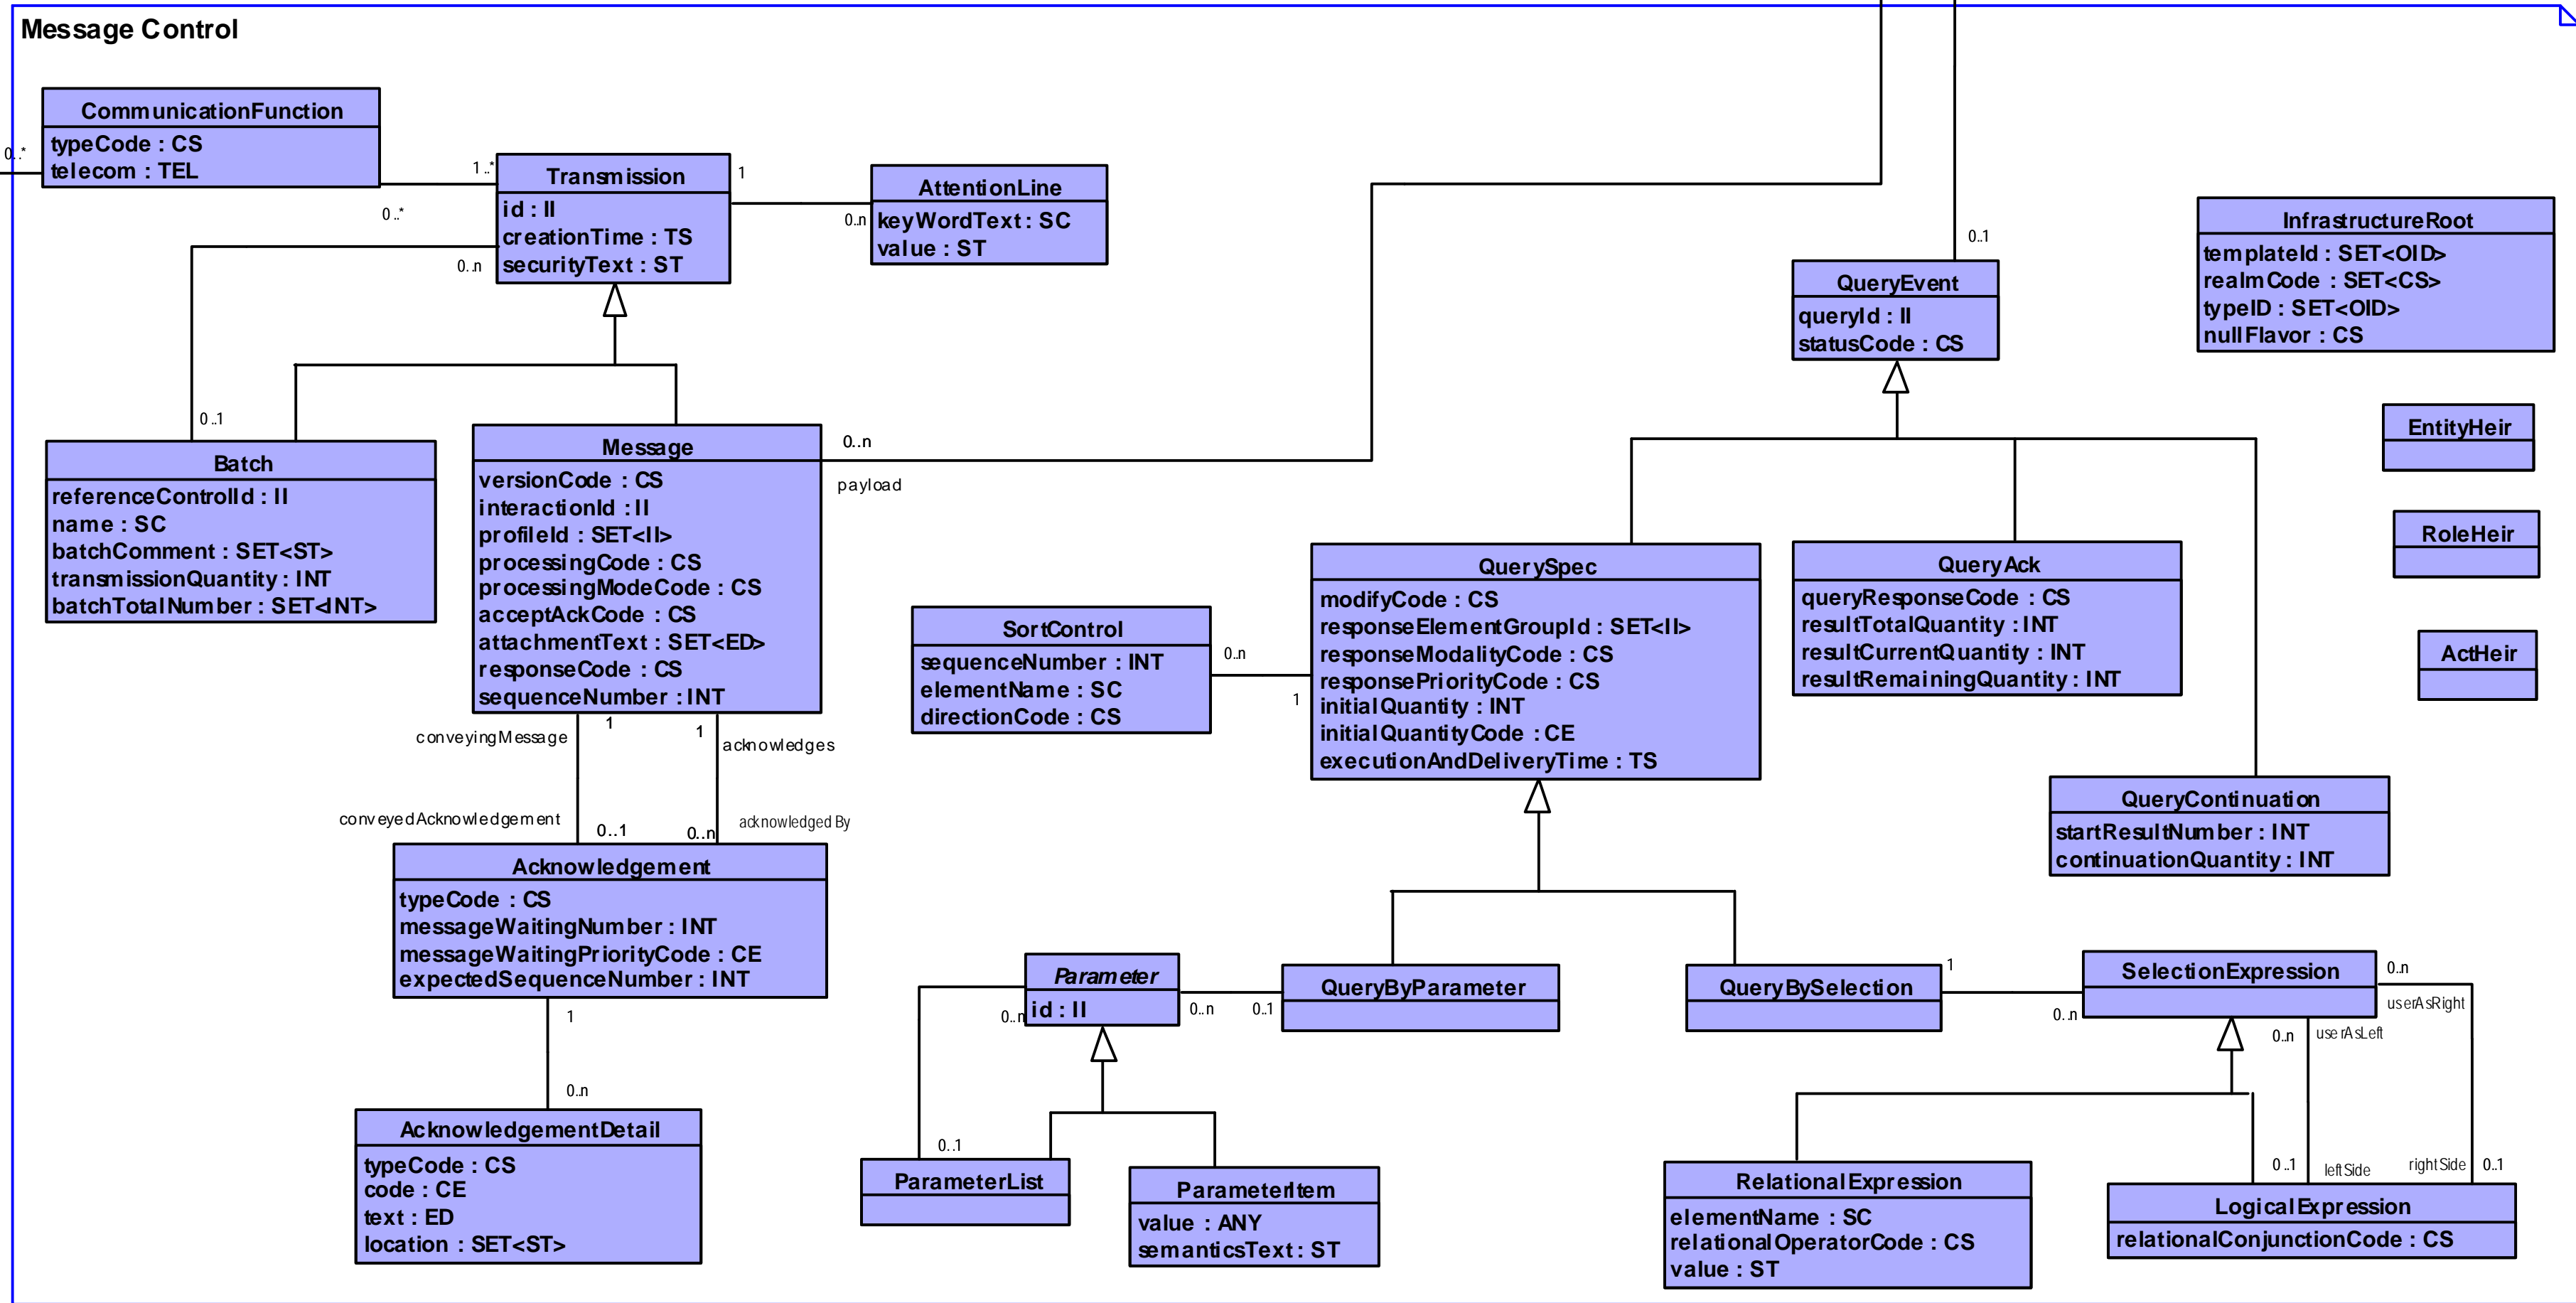 Message Control
CommunicationFunction
typeCode : CS
telecom : TEL
0..*
1..*
0..*
Transmission
id : II
creationTime : TS
securityText : ST
1
0..n
AttentionLine
keyWordText : SC
value : ST
0..n
0..1
Batch
referenceControlId : II
name : SC
batchComment : SET<ST>
transmissionQuantity : INT
batchTotalNumber : SET<INT>
Message
versionCode : CS
interactionId : II
profileId : SET<II>
processingCode : CS
processingModeCode : CS
acceptAckCode : CS
attachmentText : SET<ED>
responseCode : CS
sequenceNumber : INT
0..n
payload
1
conveyingMessage
1
acknowledges
conveyedAcknowledgement
0..1
0..n
acknowledged By
Acknowledgement
typeCode : CS
messageWaitingNumber : INT
messageWaitingPriorityCode : CE
expectedSequenceNumber : INT
1
0..n
AcknowledgementDetail
typeCode : CS
code : CE
text : ED
location : SET<ST>
0..1
QueryEvent
queryId : II
statusCode : CS
InfrastructureRoot
templateId : SET<OID>
realmCode : SET<CS>
typeID : SET<OID>
nullFlavor : CS
EntityHeir
RoleHeir
ActHeir
SortControl
sequenceNumber : INT
elementName : SC
directionCode : CS
0..n
1
QuerySpec
modifyCode : CS
responseElementGroupId : SET<II>
responseModalityCode : CS
responsePriorityCode : CS
initialQuantity : INT
initialQuantityCode : CE
executionAndDeliveryTime : TS
QueryAck
queryResponseCode : CS
resultTotalQuantity : INT
resultCurrentQuantity : INT
resultRemainingQuantity : INT
QueryContinuation
startResultNumber : INT
continuationQuantity : INT
Parameter
id : II
0..n
0..n
0..1
QueryByParameter
QueryBySelection
1
0..n
SelectionExpression
0..n
userAsRight
0..n
userAsLeft
0..1
ParameterList
ParameterItem
value : ANY
semanticsText : ST
RelationalExpression
elementName : SC
relationalOperatorCode : CS
value : ST
0..1
leftSide
rightSide
0..1
LogicalExpression
relationalConjunctionCode : CS